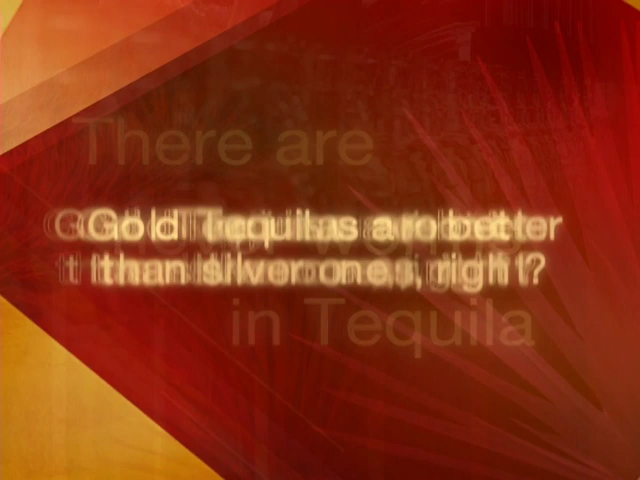 There are
Gold Tequilas are better
than silver ones, right?
in Tequila